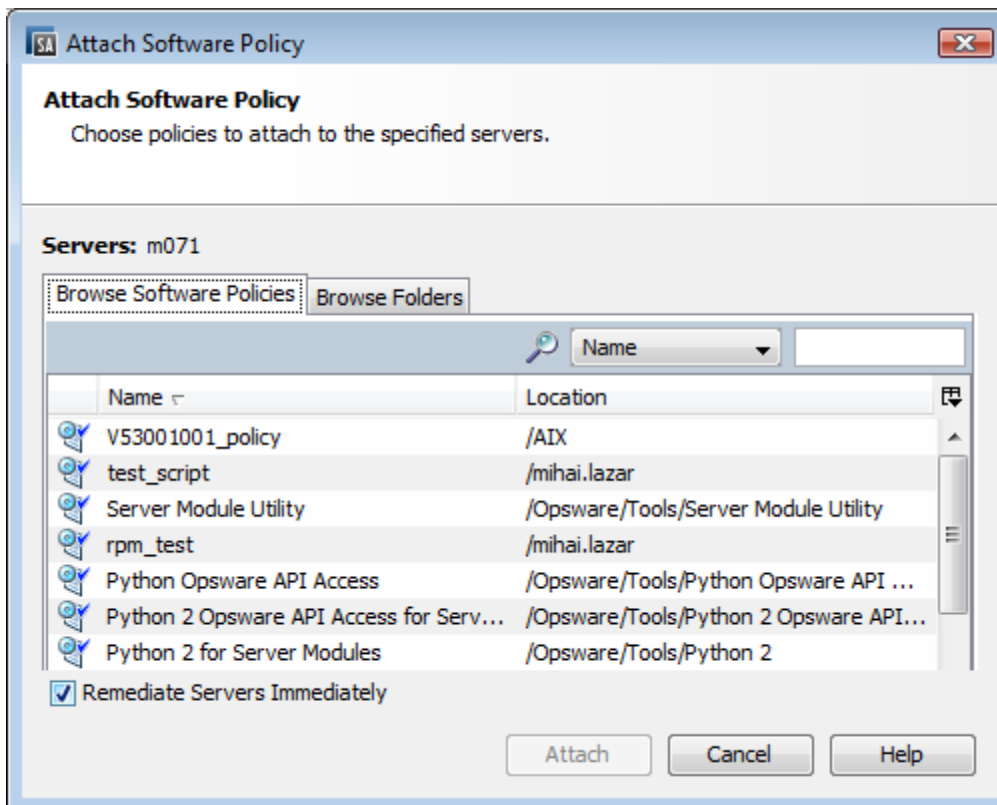 SA Attach Software Policy
Attach Software Policy
Choose policies to attach to the specified servers.
Servers: m071
Browse Software Policies Browse Folders
Name
Name Location
V53001001_policy /AIX
test_script /mihai.lazar
Server Module Utility /Opsware/Tools/Server Module Utility
rpm_test /mihai.lazar
Python Opsware API Access /Opsware/Tools/Python Opsware API ...
Python 2 Opsware API Access for Serv... /Opsware/Tools/Python 2 Opsware API...
Python 2 for Server Modules /Opsware/Tools/Python 2
Remediate Servers Immediately
Attach Cancel Help